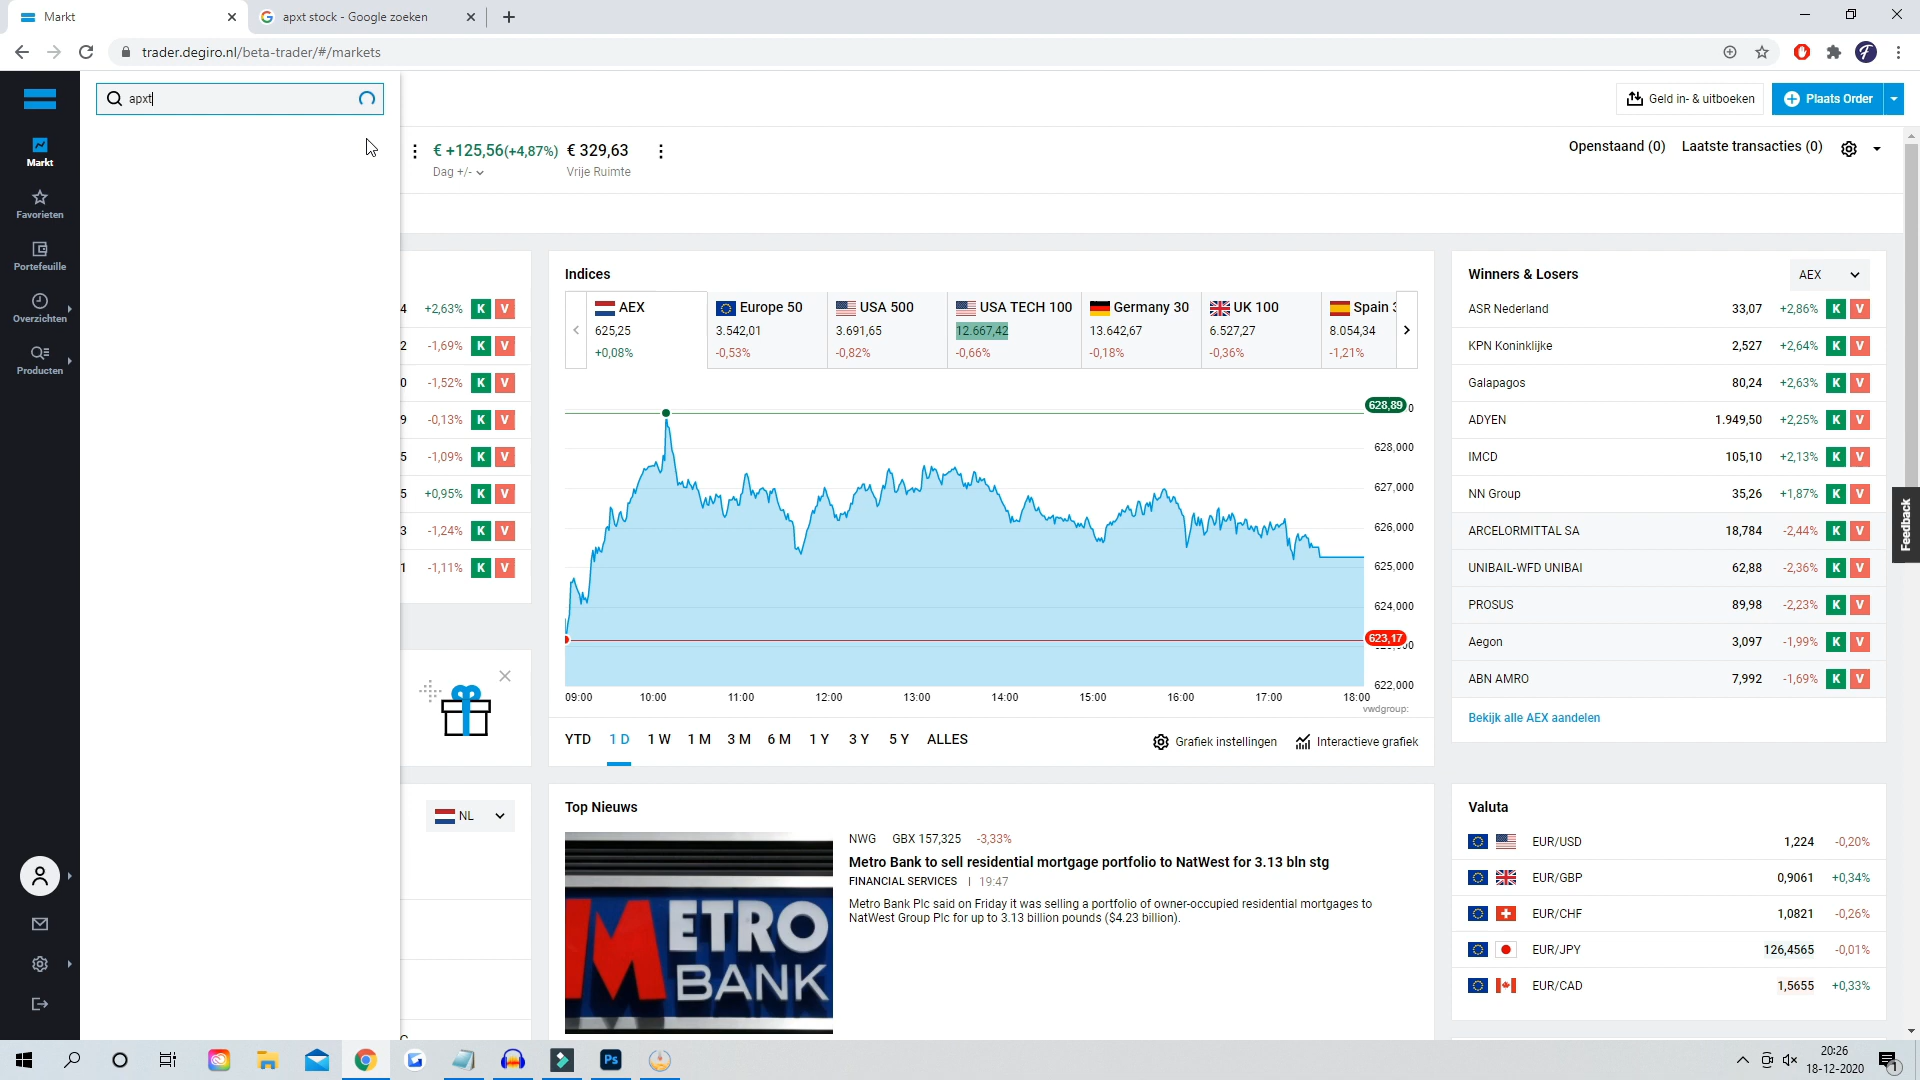 Markt
apxt stock - Google zoeken
trader.degiro.nl/beta-trader/#/markets
apxt
Geld in- & uitboeken
Plaats Order
Markt
Favorieten
Portefeuille
Overzichten
Producten
€ +125,56(+4,87%)
€ 329,63
Dag +/-
Vrije Ruimte
Openstaand (0)
Laatste transacties (0)
4 +2,63% K V
2 -1,69% K V
0 -1,52% K V
9 -0,13% K V
5 -1,09% K V
5 +0,95% K V
3 -1,24% K V
1 -1,11% K V
NL
Indices
AEX
625,25
+0,08%
Europe 50
3.542,01
-0,53%
USA 500
3.691,65
-0,82%
USA TECH 100
12.667,42
-0,66%
Germany 30
13.642,67
-0,18%
UK 100
6.527,27
-0,36%
Spain
8.054,34
-1,21%
628,89
628,000
627,000
626,000
625,000
624,000
623,17
622,000
09:00 10:00 11:00 12:00 13:00 14:00 15:00 16:00 17:00 18:00
vwdgroup:
YTD 1 D 1 W 1 M 3 M 6 M 1 Y 3 Y 5 Y ALLES
Grafiek instellingen
Interactieve grafiek
Top Nieuws
METRO
BANK
NWG GBX 157,325 -3,33%
Metro Bank to sell residential mortgage portfolio to NatWest for 3.13 bln stg
FINANCIAL SERVICES | 19:47
Metro Bank Plc said on Friday it was selling a portfolio of owner-occupied residential mortgages to
NatWest Group Plc for up to 3.13 billion pounds ($4.23 billion).
Winners & Losers
AEX
ASR Nederland 33,07 +2,86% K V
KPN Koninklijke 2,527 +2,64% K V
Galapagos 80,24 +2,63% K V
ADYEN 1.949,50 +2,25% K V
IMCD 105,10 +2,13% K V
NN Group 35,26 +1,87% K V
ARCELORMITTAL SA 18,784 -2,44% K V
UNIBAIL-WFD UNIBAI 62,88 -2,36% K V
PROSUS 89,98 -2,23% K V
Aegon 3,097 -1,99% K V
ABN AMRO 7,992 -1,69% K V
Bekijk alle AEX aandelen
Feedback
Valuta
EUR/USD 1,224 -0,20%
EUR/GBP 0,9061 +0,34%
EUR/CHF 1,0821 -0,26%
EUR/JPY 126,4565 -0,01%
EUR/CAD 1,5655 +0,33%
Ps
20:26
18-12-2020
1